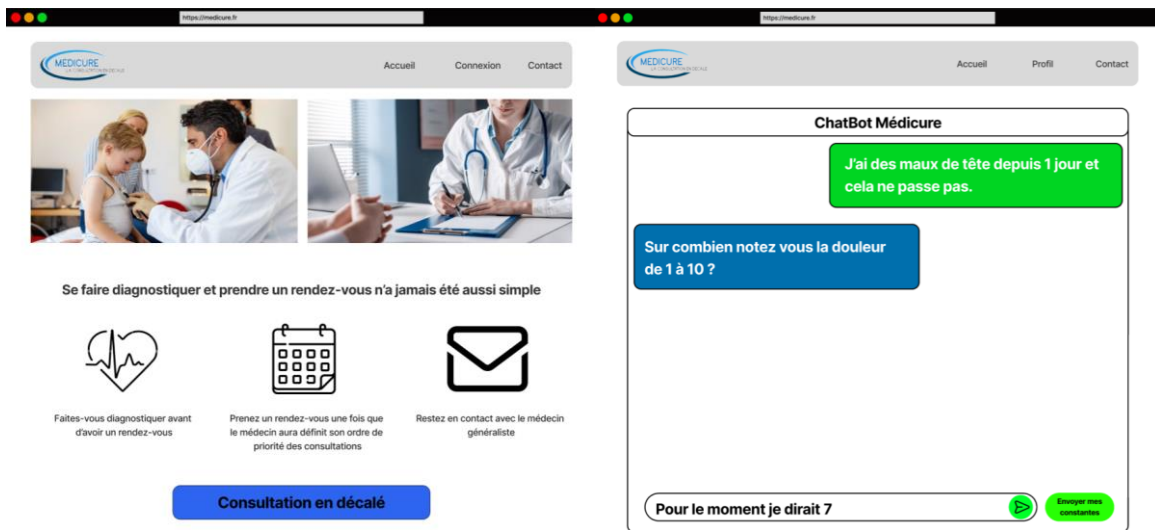 https://medicure.fr
MEDICURE
Accueil Connexion Contact
Se faire diagnostiquer et prendre un rendez-vous n'a jamais été aussi simple
Faites-vous diagnostiquer avant
d'avoir un rendez-vous
Prenez un rendez-vous une fois que
le médecin aura définit son ordre de
priorité des consultations
Restez en contact avec le médecin
généraliste
Consultation en décalé
https://medicure.fr
MEDICURE
Accueil Profil Contact
ChatBot Médicure
J'ai des maux de tête depuis 1 jour et
cela ne passe pas.
Sur combien notez vous la douleur
de 1 à 10 ?
Pour le moment je dirait 7
Envoyer mes
constantes